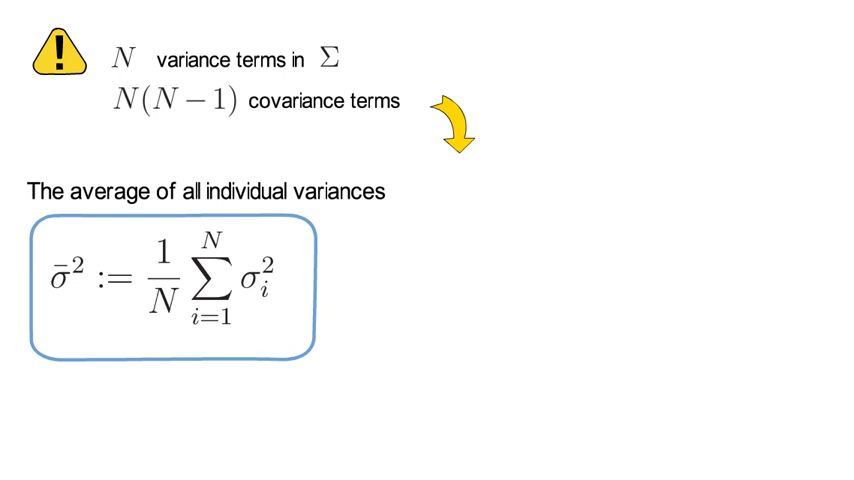 N variance terms in Σ
N(N − 1) covariance terms
The average of all individual variances
σ̄² := 1/N ∑_{i=1}^{N} σ_i²